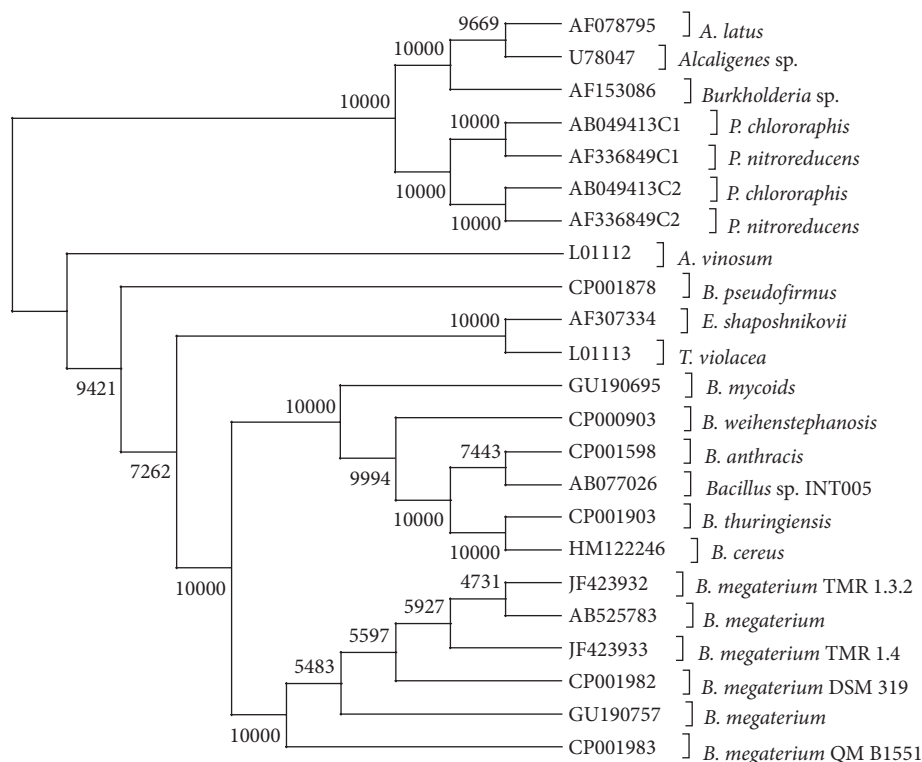 9669
AF078795 ] A. latus
10000
U78047 ] Alcaligenes sp.
10000
AF153086 ] Burkholderia sp.
10000
AB049413C1 ] P. chlororaphis
AF336849C1 ] P. nitroreducens
10000
AB049413C2 ] P. chlororaphis
10000
AF336849C2 ] P. nitroreducens
L01112 ] A. vinosum
CP001878 ] B. pseudofirmus
10000
AF307334 ] E. shaposhnikovii
L01113 ] T. violacea
9421
GU190695 ] B. mycoids
10000
CP000903 ] B. weihenstephanosis
7443
CP001598 ] B. anthracis
7262
9994
AB077026 ] Bacillus sp. INT005
10000
CP001903 ] B. thuringiensis
10000
HM122246 ] B. cereus
10000
4731
JF423932 ] B. megaterium TMR 1.3.2
5927
AB525783 ] B. megaterium
5597
JF423933 ] B. megaterium TMR 1.4
5483
CP001982 ] B. megaterium DSM 319
GU190757 ] B. megaterium
10000
CP001983 ] B. megaterium QM B1551